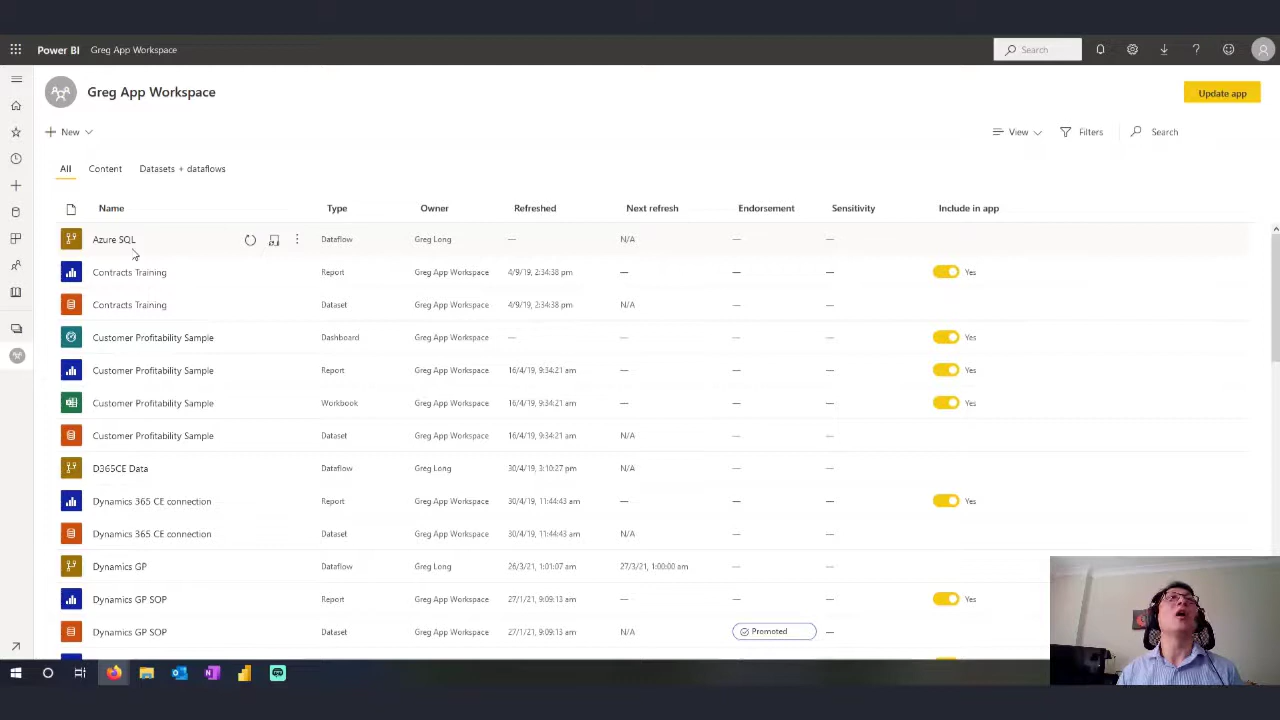 Power BI Greg App Workspace Search
Greg App Workspace Update app
New View Filters Search
All Content Datasets + dataflows
Name Type Owner Refreshed Next refresh Endorsement Sensitivity Include in app
Azure SQL Dataflow Greg Long — N/A — —
Contracts Training Report Greg App Workspace 4/9/19, 2:34:38 pm — — — Yes
Contracts Training Dataset Greg App Workspace 4/9/19, 2:34:38 pm N/A — —
Customer Profitability Sample Dashboard Greg App Workspace — — — — Yes
Customer Profitability Sample Report Greg App Workspace 16/4/19, 9:34:21 am — — — Yes
Customer Profitability Sample Workbook Greg App Workspace 16/4/19, 9:34:21 am — — — Yes
Customer Profitability Sample Dataset Greg App Workspace 16/4/19, 9:34:21 am N/A — —
D365CE Data Dataflow Greg Long 30/4/19, 3:10:27 pm N/A — —
Dynamics 365 CE connection Report Greg App Workspace 30/4/19, 11:44:43 am — — — Yes
Dynamics 365 CE connection Dataset Greg App Workspace 30/4/19, 11:44:43 am N/A — —
Dynamics GP Dataflow Greg Long 26/3/21, 1:01:07 am 27/3/21, 1:00:00 am — —
Dynamics GP SOP Report Greg App Workspace 27/1/21, 9:09:13 am — — — Yes
Dynamics GP SOP Dataset Greg App Workspace 27/1/21, 9:09:13 am N/A Promoted —